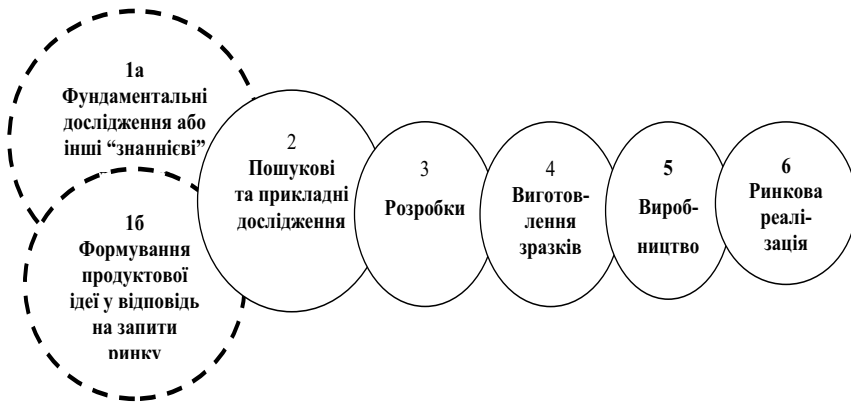 1а
Фундаментальні
дослідження або
інші “знаннієві”
1б
Формування
продуктової
ідеї у відповідь
на запити
ринку
2
Пошукові
та прикладні
дослідження
3
Розробки
4
Виготов-
лення
зразків
5
Вироб-
ництво
6
Ринкова
реалі-
зація